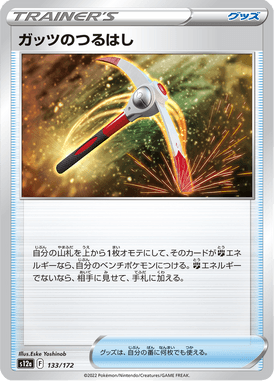 TRAINER'S グッズ
ガッツのつるはし
自分の山札を上から1枚オモテにして、そのカードが闘エネ
ルギーなら、自分のベンチポケモンにつける。闘エネルギー
でないなら、相手に見せて、手札に加える。
Illus.Eske Yoshinob
s12a F 133/172
©2022 Pokémon/Nintendo/Creatures/GAME FREAK.
グッズは、自分の番に何枚でも使える。